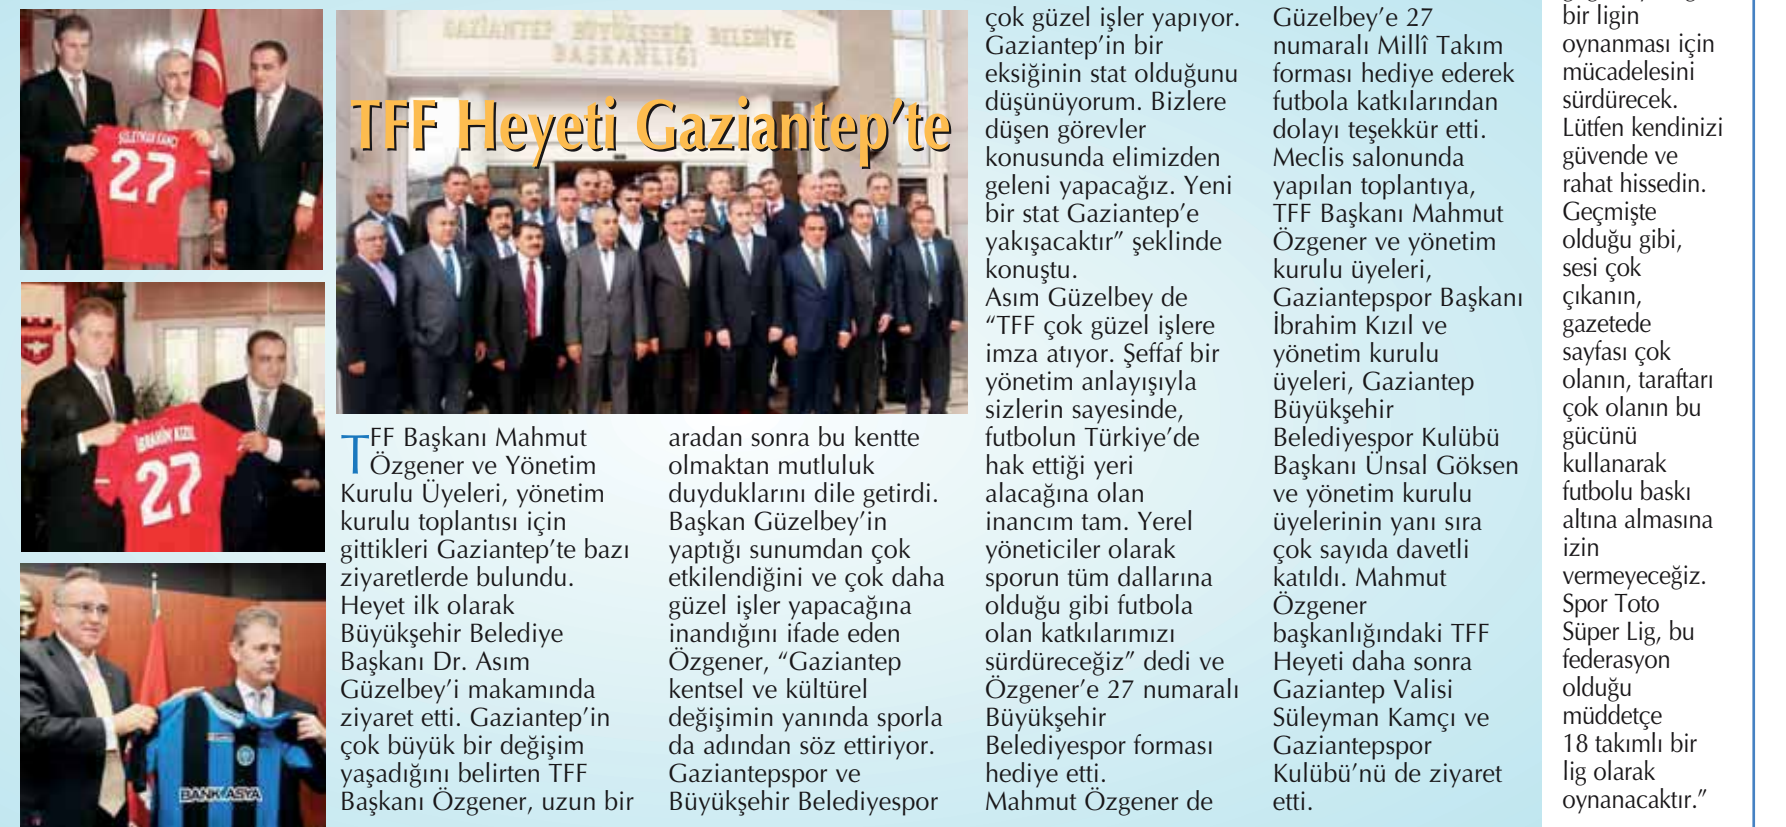 SÜLEYMAN KAMÇI
27
İBRAHİM KIZIL
27
BANK ASYA
GAZİANTEP BÜYÜKŞEHİR BELEDİYE
BAŞKANLIĞI
TFF Heyeti Gaziantep’te
TFF Başkanı Mahmut
Özgener ve Yönetim
Kurulu Üyeleri, yönetim
kurulu toplantısı için
gittikleri Gaziantep’te bazı
ziyaretlerde bulundu.
Heyet ilk olarak
Büyükşehir Belediye
Başkanı Dr. Asım
Güzelbey’i makamında
ziyaret etti. Gaziantep’in
çok büyük bir değişim
yaşadığını belirten TFF
Başkanı Özgener, uzun bir
aradan sonra bu kentte
olmaktan mutluluk
duyduklarını dile getirdi.
Başkan Güzelbey’in
yaptığı sunumdan çok
etkilendiğini ve çok daha
güzel işler yapacağına
inandığını ifade eden
Özgener, “Gaziantep
kentsel ve kültürel
değişimin yanında sporla
da adından söz ettiriyor.
Gaziantepspor ve
Büyükşehir Belediyespor
çok güzel işler yapıyor.
Gaziantep’in bir
eksiğinin stat olduğunu
düşünüyorum. Bizlere
düşen görevler
konusunda elimizden
geleni yapacağız. Yeni
bir stat Gaziantep’e
yakışacaktır” şeklinde
konuştu.
Asım Güzelbey de
“TFF çok güzel işlere
imza atıyor. Şeffaf bir
yönetim anlayışıyla
sizlerin sayesinde,
futbolun Türkiye’de
hak ettiği yeri
alacağına olan
inancım tam. Yerel
yöneticiler olarak
sporun tüm dallarına
olduğu gibi futbola
olan katkılarımızı
sürdüreceğiz” dedi ve
Özgener’e 27 numaralı
Büyükşehir
Belediyespor forması
hediye etti.
Mahmut Özgener de
Güzelbey’e 27
numaralı Millî Takım
forması hediye ederek
futbola katkılarından
dolayı teşekkür etti.
Meclis salonunda
yapılan toplantıya,
TFF Başkanı Mahmut
Özgener ve yönetim
kurulu üyeleri,
Gaziantepspor Başkanı
İbrahim Kızıl ve
yönetim kurulu
üyeleri, Gaziantep
Büyükşehir
Belediyespor Kulübü
Başkanı Ünsal Göksen
ve yönetim kurulu
üyelerinin yanı sıra
çok sayıda davetli
katıldı. Mahmut
Özgener
başkanlığındaki TFF
Heyeti daha sonra
Gaziantep Valisi
Süleyman Kamçı ve
Gaziantepspor
Kulübü’nü de ziyaret
etti.
bir ligin
oynanması için
mücadelesini
sürdürecek.
Lütfen kendinizi
güvende ve
rahat hissedin.
Geçmişte
olduğu gibi,
sesi çok
çıkanın,
gazetede
sayfası çok
olanın, taraftarı
çok olanın bu
gücünü
kullanarak
futbolu baskı
altına almasına
izin
vermeyeceğiz.
Spor Toto
Süper Lig, bu
federasyon
olduğu
müddetçe
18 takımlı bir
lig olarak
oynanacaktır.”